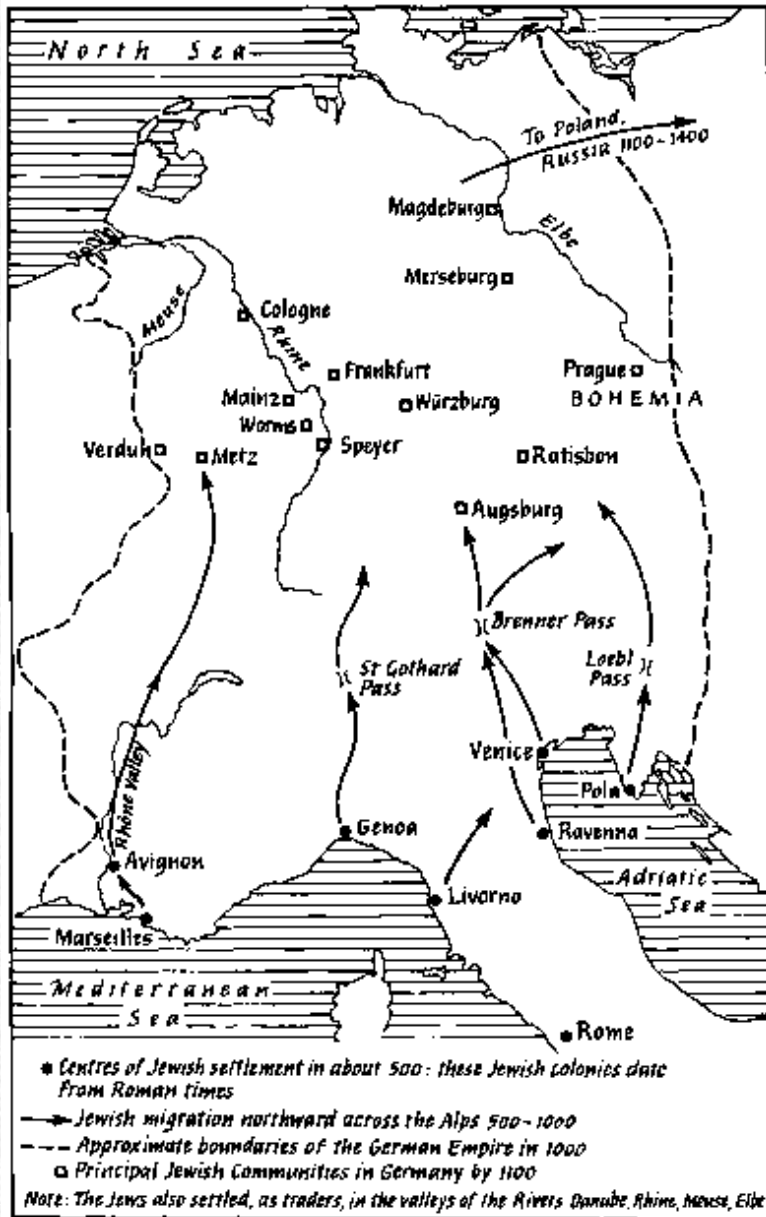 North Sea
To Poland,
Russia 1100-1400
Magdeburg
Elbe
Merseburg
Meuse
Cologne
Rhine
Frankfurt
Prague
BOHEMIA
Mainz
Würzburg
Worms
Verdun
Metz
Speyer
Ratisbon
Augsburg
Brenner Pass
St Gothard
Pass
Loebl
Pass
Rhône Valley
Venice
Pola
Genoa
Ravenna
Avignon
Livorno
Adriatic
Sea
Marseilles
Mediterranean
Sea
Rome
Centres of Jewish settlement in about 500: these Jewish colonies date
from Roman times
Jewish migration northward across the Alps 500-1000
Approximate boundaries of the German Empire in 1000
Principal Jewish Communities in Germany by 1100
Note: The Jews also settled, as traders, in the valleys of the Rivers Danube, Rhine, Meuse, Elbe